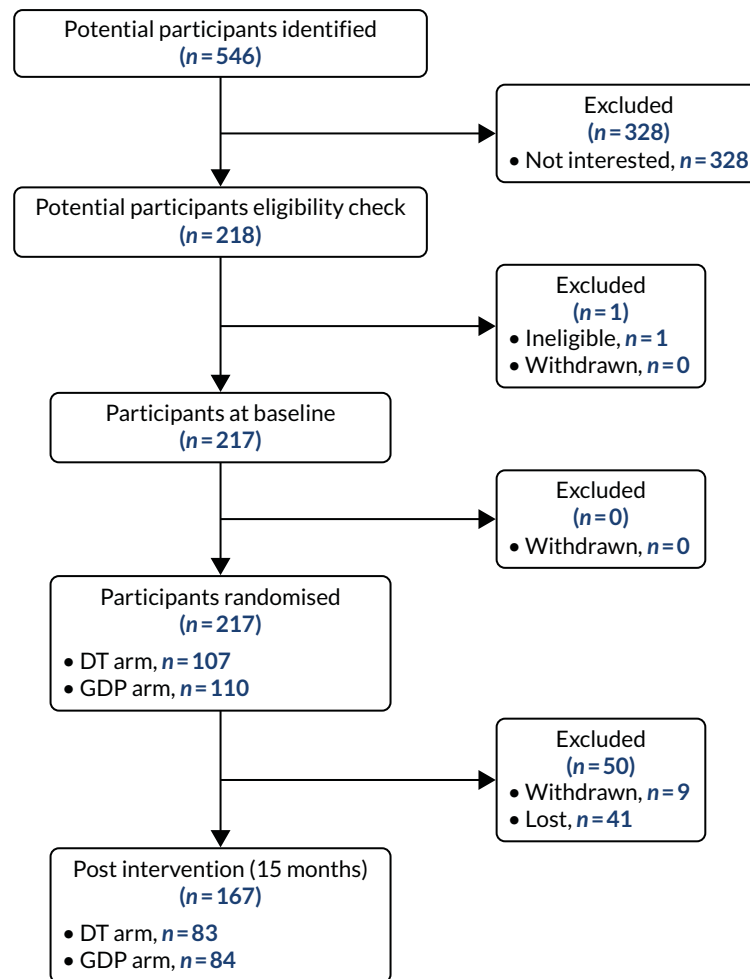 Potential participants identified
(n=546)
Excluded
(n=328)
• Not interested, n=328
Potential participants eligibility check
(n=218)
Excluded
(n=1)
• Ineligible, n=1
• Withdrawn, n=0
Participants at baseline
(n=217)
Excluded
(n=0)
• Withdrawn, n=0
Participants randomised
(n=217)
• DT arm, n=107
• GDP arm, n=110
Excluded
(n=50)
• Withdrawn, n=9
• Lost, n=41
Post intervention (15 months)
(n=167)
• DT arm, n=83
• GDP arm, n=84